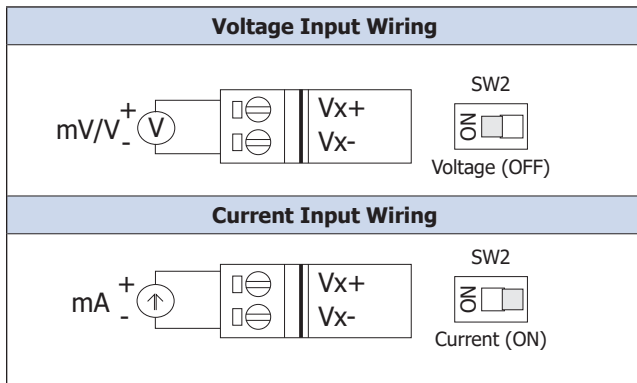 Voltage Input Wiring
mV/V
+
-
V
Vx+
Vx-
SW2
ON
Voltage (OFF)
Current Input Wiring
mA
+
-
Vx+
Vx-
SW2
ON
Current (ON)